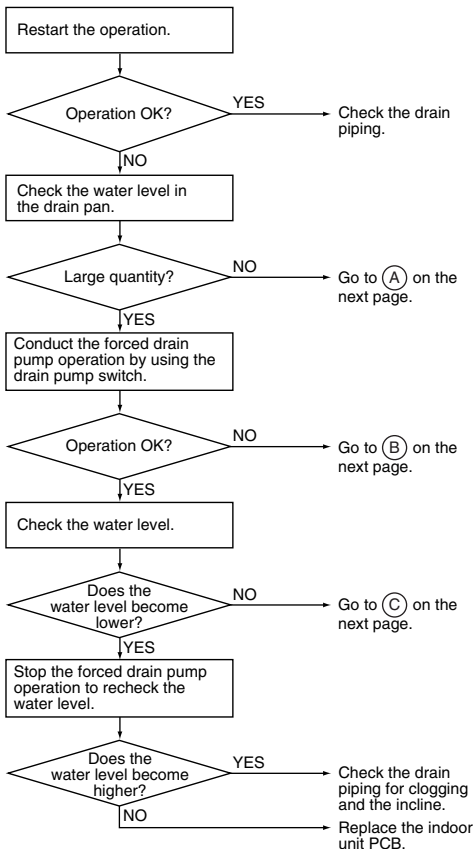 Restart the operation.
Operation OK?
YES
Check the drain
piping.
NO
Check the water level in
the drain pan.
Large quantity?
NO
Go to A on the
next page.
YES
Conduct the forced drain
pump operation by using the
drain pump switch.
Operation OK?
NO
Go to B on the
next page.
YES
Check the water level.
Does the
water level become
lower?
NO
Go to C on the
next page.
YES
Stop the forced drain pump
operation to recheck the
water level.
Does the
water level become
higher?
YES
Check the drain
piping for clogging
and the incline.
NO
Replace the indoor
unit PCB.